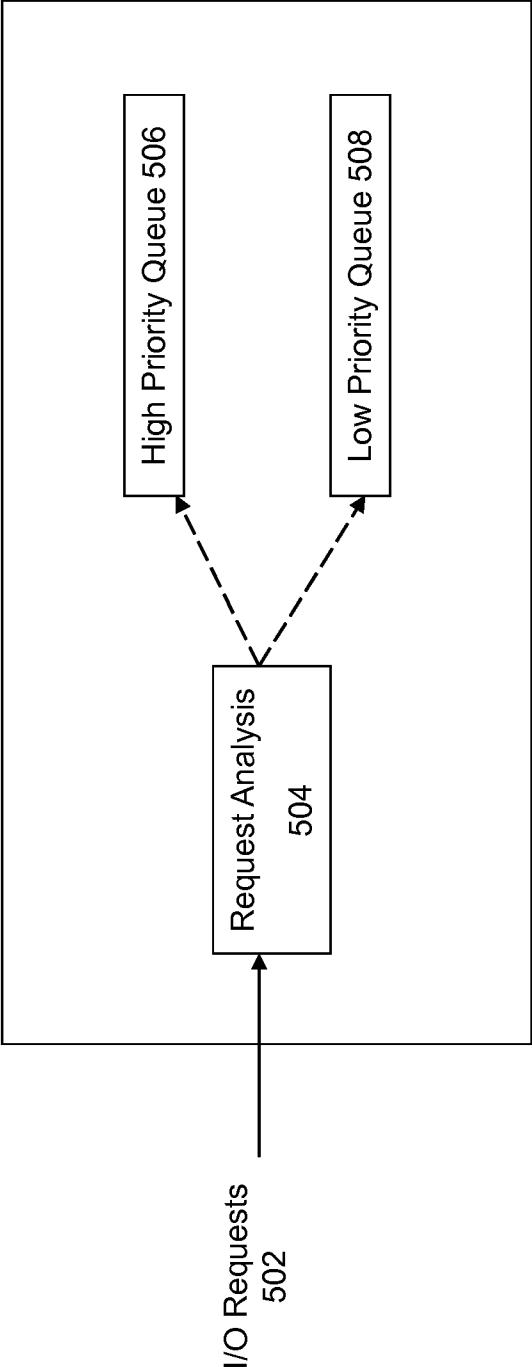 I/O Requests
502
Request Analysis
504
High Priority Queue 506
Low Priority Queue 508